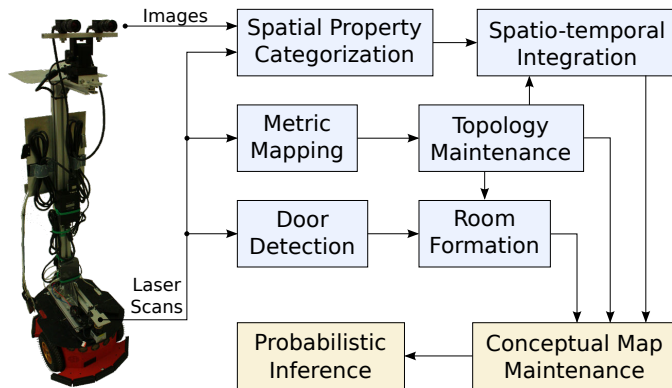 Images
Spatial Property
Categorization
Spatio-temporal
Integration
Metric
Mapping
Topology
Maintenance
Door
Detection
Room
Formation
Laser
Scans
Probabilistic
Inference
Conceptual Map
Maintenance